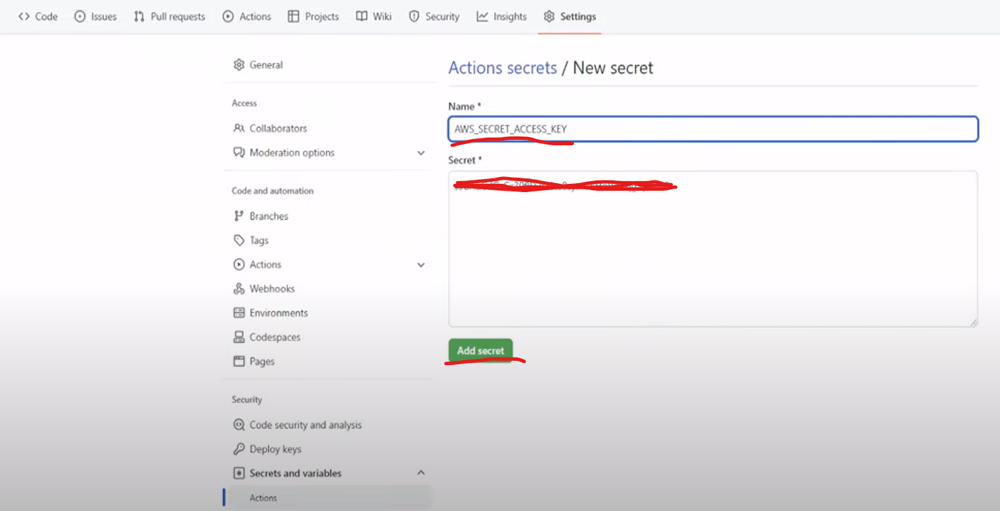 Code Issues Pull requests Actions Projects Wiki Security Insights Settings
General
Access
Collaborators
Moderation options
Code and automation
Branches
Tags
Actions
Webhooks
Environments
Codespaces
Pages
Security
Code security and analysis
Deploy keys
Secrets and variables
Actions
Actions secrets / New secret
Name *
AWS_SECRET_ACCESS_KEY
Secret *
Add secret